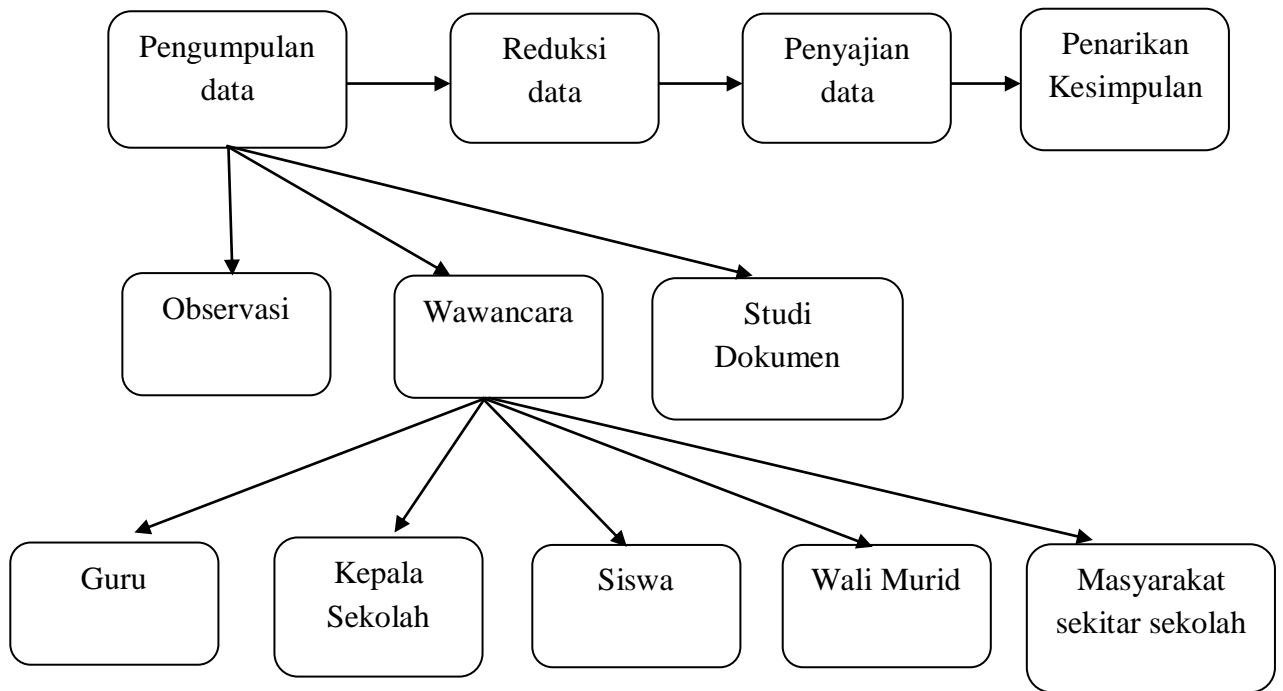 Pengumpulan
data
Reduksi
data
Penyajian
data
Penarikan
Kesimpulan
Observasi
Wawancara
Studi
Dokumen
Guru
Kepala
Sekolah
Siswa
Wali Murid
Masyarakat
sekitar sekolah